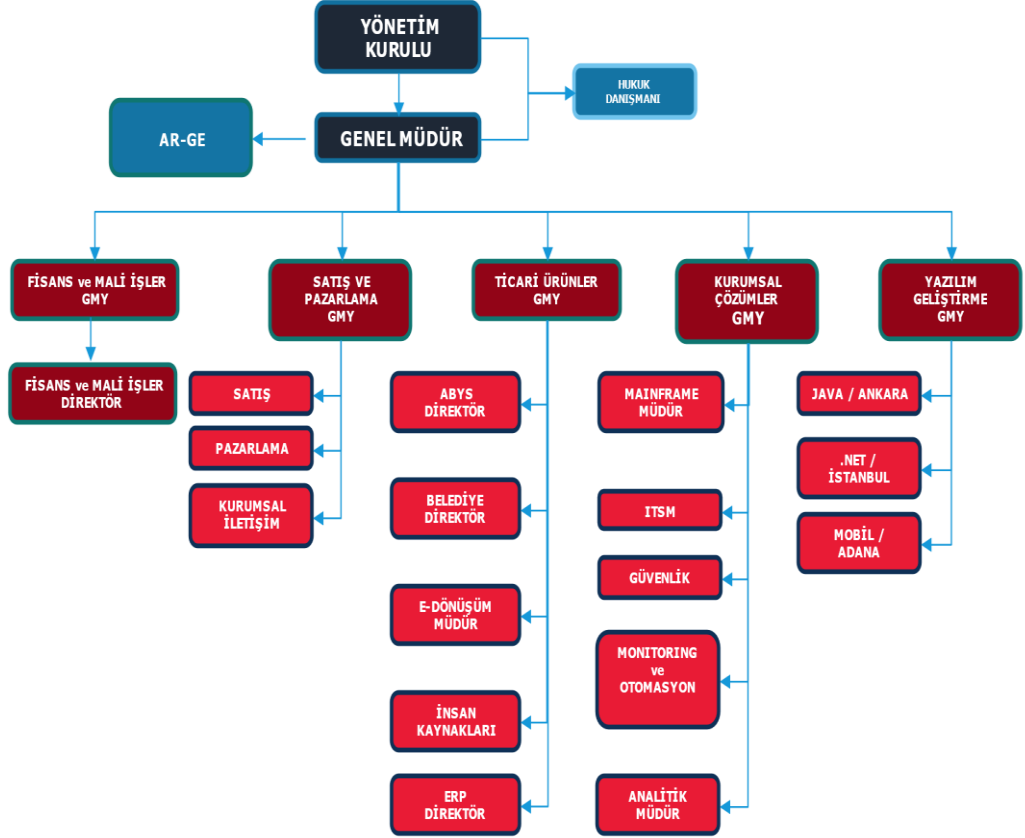 YÖNETİM
KURULU
HUKUK
DANIŞMANI
AR-GE
GENEL MÜDÜR
FİSANS ve MALİ İŞLER
GMY
SATIŞ VE
PAZARLAMA
GMY
TİCARİ ÜRÜNLER
GMY
KURUMSAL
ÇÖZÜMLER
GMY
YAZILIM
GELİŞTİRME
GMY
FİSANS ve MALİ İŞLER
DİREKTÖR
SATIŞ
PAZARLAMA
KURUMSAL
İLETİŞİM
ABYS
DİREKTÖR
BELEDİYE
DİREKTÖR
E-DÖNÜŞÜM
MÜDÜR
İNSAN
KAYNAKLARI
ERP
DİREKTÖR
MAINFRAME
MÜDÜR
ITSM
GÜVENLİK
MONITORING
ve
OTOMASYON
ANALİTİK
MÜDÜR
JAVA / ANKARA
.NET /
İSTANBUL
MOBİL /
ADANA